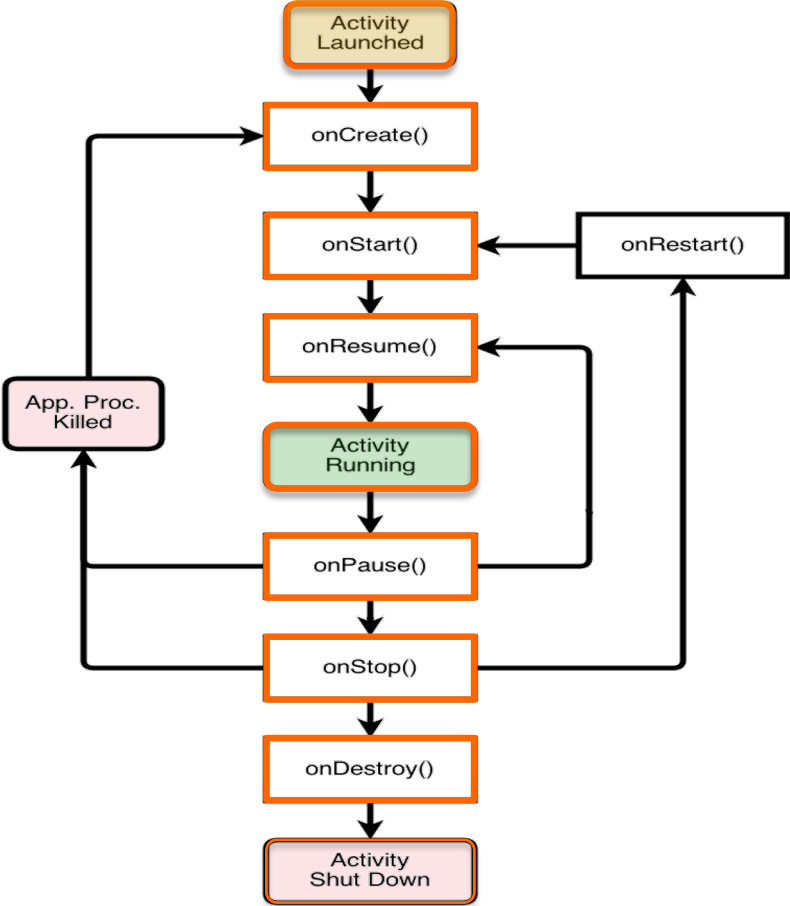 Activity
Launched
onCreate()
onStart()
onRestart()
onResume()
App. Proc.
Killed
Activity
Running
onPause()
onStop()
onDestroy()
Activity
Shut Down